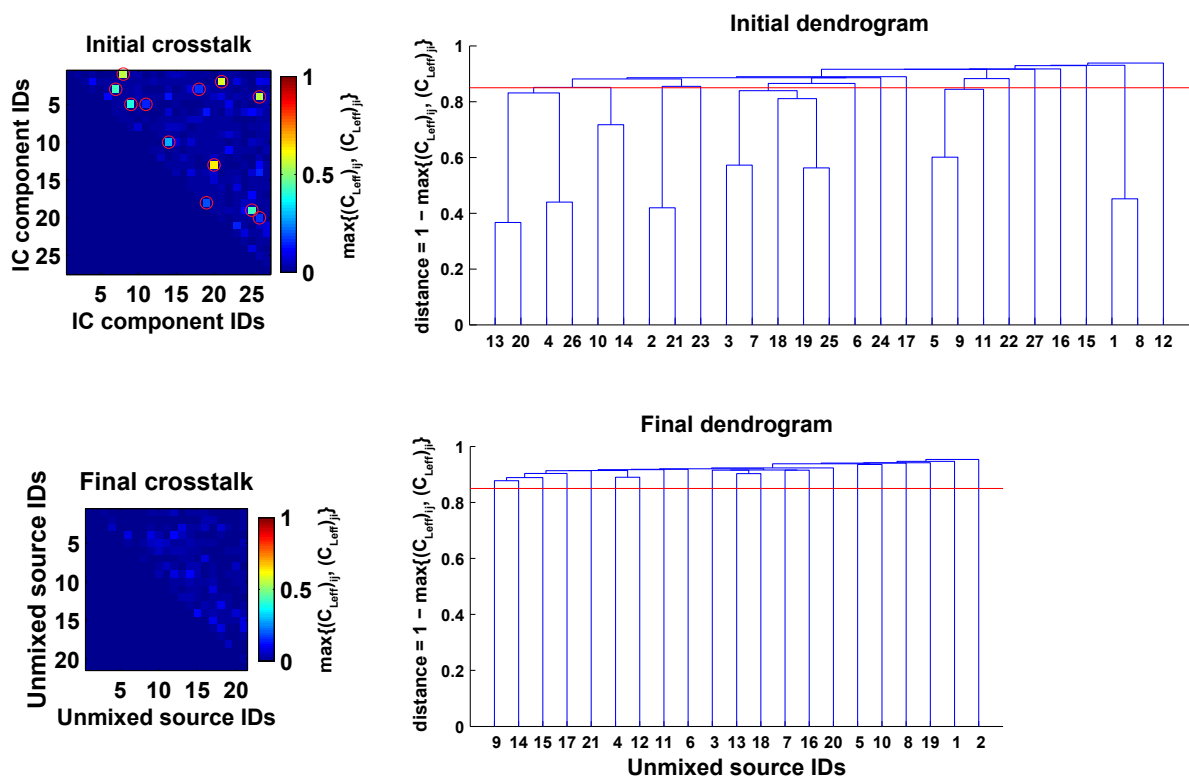 Initial crosstalk
IC component IDs
5
10
15
20
25
5 10 15 20 25
IC component IDs
1
0.5
0
max{(C_Leff)_ij, (C_Leff)_ji}
Initial dendrogram
distance = 1 − max{(C_Leff)_ij, (C_Leff)_ji}
1
0.8
0.6
0.4
0.2
0
13 20 4 26 10 14 2 21 23 3 7 18 19 25 6 24 17 5 9 11 22 27 16 15 1 8 12
Final crosstalk
Unmixed source IDs
5
10
15
20
5 10 15 20
Unmixed source IDs
1
0.5
0
max{(C_Leff)_ij, (C_Leff)_ji}
Final dendrogram
distance = 1 − max{(C_Leff)_ij, (C_Leff)_ji}
1
0.8
0.6
0.4
0.2
0
9 14 15 17 21 4 12 11 6 3 13 18 7 16 20 5 10 8 19 1 2
Unmixed source IDs